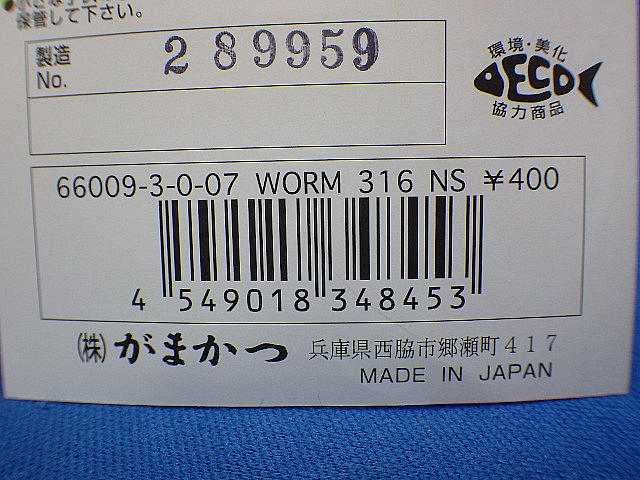 保管して下さい。
製造
No.
289959
環境・美化
DECO
協力商品
66009-3-0-07 WORM 316 NS ¥400
4 549018 348453
(株) がまかつ 兵庫県西脇市郷瀬町417
MADE IN JAPAN